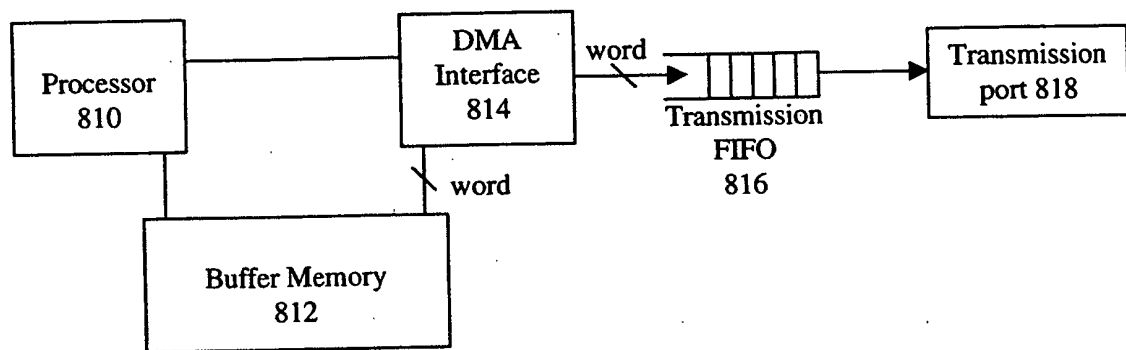 Processor
810
DMA
Interface
814
word
Transmission
FIFO
816
Transmission
port 818
word
Buffer Memory
812